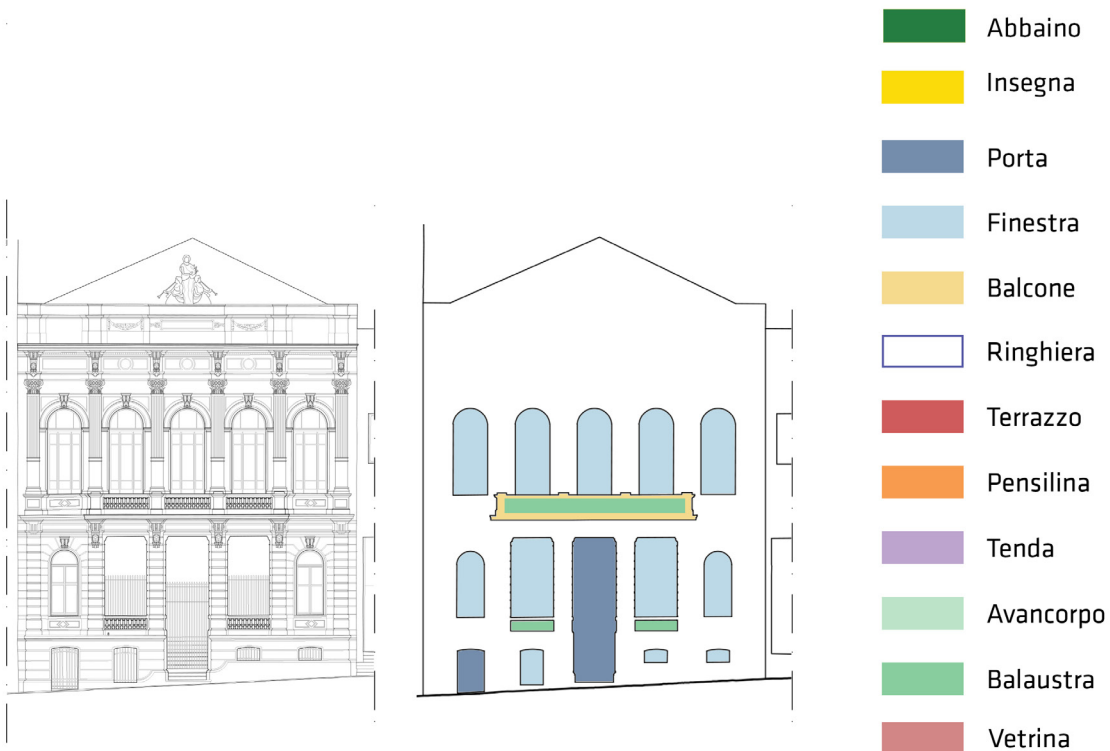 Abbaino
Insegna
Porta
Finestra
Balcone
Ringhiera
Terrazzo
Pensilina
Tenda
Avancorpo
Balaustra
Vetrina